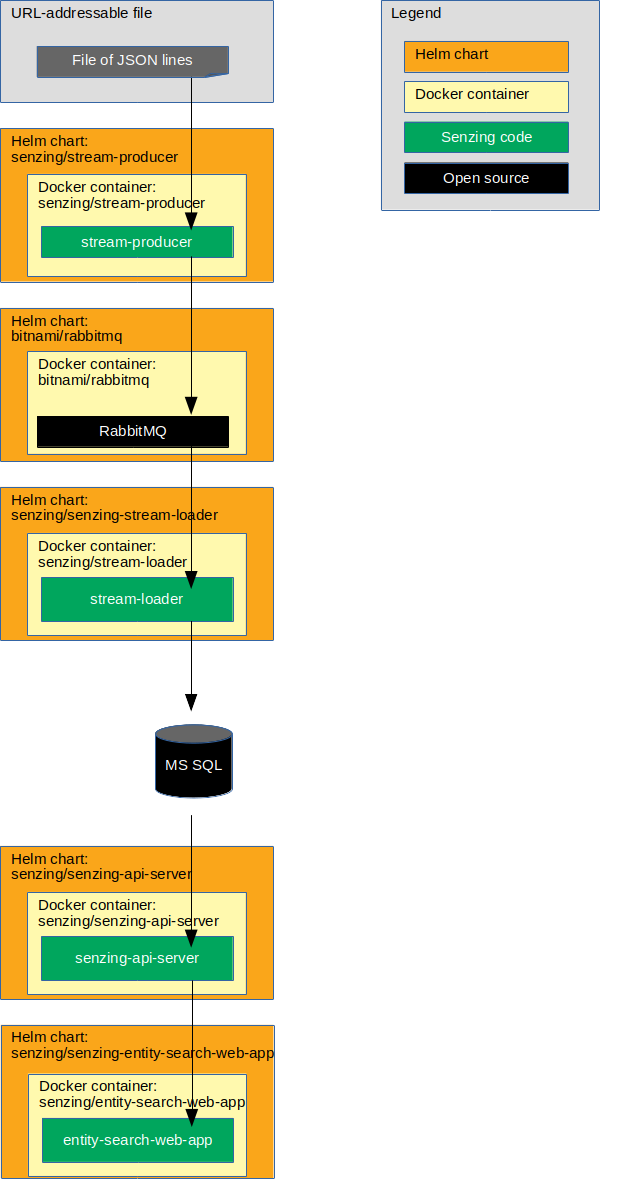 URL-addressable file
File of JSON lines
Helm chart:
senzing/stream-producer
Docker container:
senzing/stream-producer
stream-producer
Helm chart:
bitnami/rabbitmq
Docker container:
bitnami/rabbitmq
RabbitMQ
Helm chart:
senzing/senzing-stream-loader
Docker container:
senzing/stream-loader
stream-loader
MS SQL
Helm chart:
senzing/senzing-api-server
Docker container:
senzing/senzing-api-server
senzing-api-server
Helm chart:
senzing/senzing-entity-search-web-app
Docker container:
senzing/entity-search-web-app
entity-search-web-app
Legend
Helm chart
Docker container
Senzing code
Open source